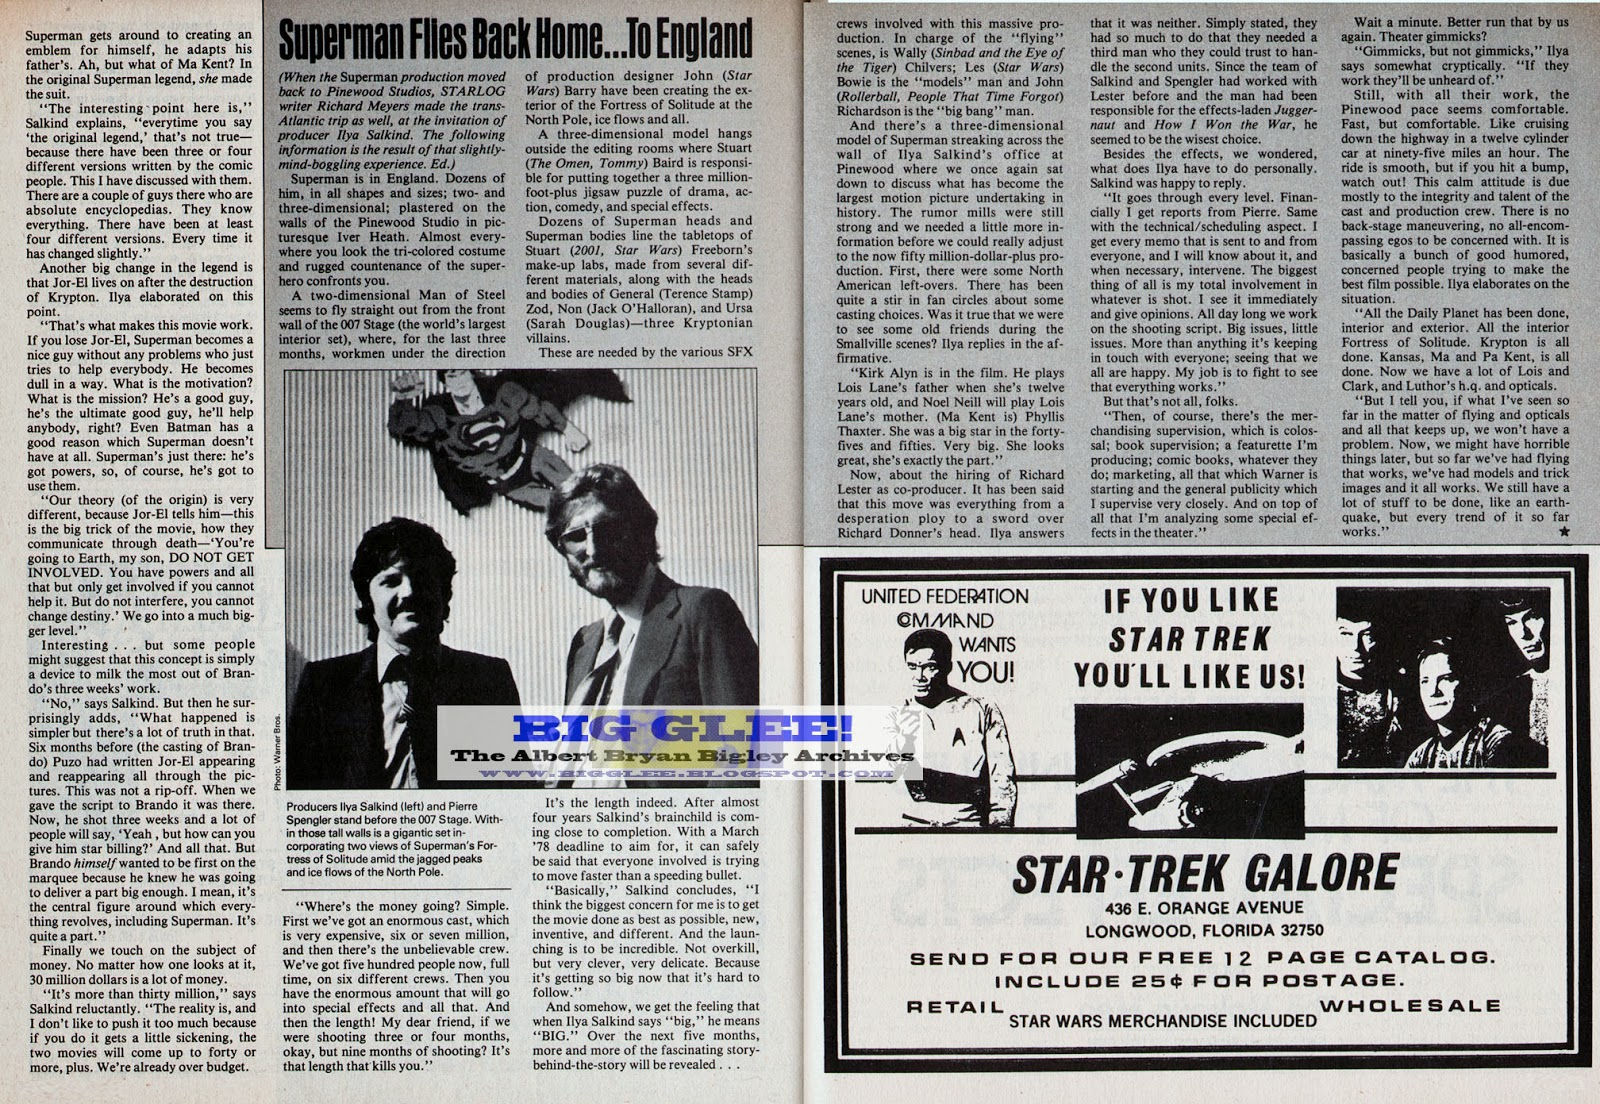 Superman gets around to creating an
emblem for himself, he adapts his
father's. Ah, but what of Ma Kent? In
the original Superman legend, she made
the suit.
"The interesting point here is,"
Salkind explains, "everytime you say
'the original legend,' that's not true—
because there have been three or four
different versions written by the comic
people. This I have discussed with them.
There are a couple of guys there who are
absolute encyclopedias. They know
everything. There have been at least
four different versions. Every time it
has changed slightly."
Another big change in the legend is
that Jor-El lives on after the destruction
of Krypton. Ilya elaborated on this
point.
"That's what makes this movie work.
If you lose Jor-El, Superman becomes a
nice guy without any problems who just
tries to help everybody. He becomes
dull in a way. What is the motivation?
What is the mission? He's a good guy,
he's the ultimate good guy, he'll help
anybody, right? Even Batman has a
good reason which Superman doesn't
have at all. Superman's just there: he's
got powers, so, of course, he's got to
use them.
"Our theory (of the origin) is very
different, because Jor-El tells him—this
is the big trick of the movie, how they
communicate through death—'You're
going to Earth, my son, DO NOT GET
INVOLVED. You have powers and all
that but only get involved if you cannot
help it. But do not interfere, you cannot
change destiny.' We go into a much big-
ger level."
Interesting . . . but some people
might suggest that this concept is simply
a device to milk the most out of Bran-
do's three weeks' work.
"No," says Salkind. But then he sur-
prisingly adds, "What happened is
simpler but there's a lot of truth in that.
Six months before (the casting of Bran-
do) Puzo had written Jor-El appearing
and reappearing all through the pic-
tures. This was not a rip-off. When we
gave the script to Brando it was there.
Now, he shot three weeks and a lot of
people will say, 'Yeah , but how can you
give him star billing?' And all that. But
Brando himself wanted to be first on the
marquee because he knew he was going
to deliver a part big enough. I mean, it's
the central figure around which every-
thing revolves, including Superman. It's
quite a part."
Finally we touch on the subject of
money. No matter how one looks at it,
30 million dollars is a lot of money.
"It's more than thirty million," says
Salkind reluctantly. "The reality is, and
I don't like to push it too much because
if you do it gets a little sickening, the
two movies will come up to forty or
more, plus. We're already over budget.
Superman Flies Back Home...To England
(When the Superman production moved
back to Pinewood Studios, STARLOG
writer Richard Meyers made the trans-
Atlantic trip as well, at the invitation of
producer Ilya Salkind. The following
information is the result of that slightly-
mind-boggling experience. Ed.)
Superman is in England. Dozens of
him, in all shapes and sizes; two- and
three-dimensional; plastered on the
walls of the Pinewood Studio in pic-
turesque Iver Heath. Almost every-
where you look the tri-colored costume
and rugged countenance of the super-
hero confronts you.
A two-dimensional Man of Steel
seems to fly straight out from the front
wall of the 007 Stage (the world's largest
interior set), where, for the last three
months, workmen under the direction
of production designer John (Star
Wars) Barry have been creating the ex-
terior of the Fortress of Solitude at the
North Pole, ice flows and all.
A three-dimensional model hangs
outside the editing rooms where Stuart
(The Omen, Tommy) Baird is responsi-
ble for putting together a three million-
foot-plus jigsaw puzzle of drama, ac-
tion, comedy, and special effects.
Dozens of Superman heads and
Superman bodies line the tabletops of
Stuart (2001, Star Wars) Freeborn's
make-up labs, made from several dif-
ferent materials, along with the heads
and bodies of General (Terence Stamp)
Zod, Non (Jack O'Halloran), and Ursa
(Sarah Douglas)—three Kryptonian
villains.
These are needed by the various SFX
Photo: Warner Bros.
Producers Ilya Salkind (left) and Pierre
Spengler stand before the 007 Stage. With-
in those tall walls is a gigantic set in-
corporating two views of Superman's For-
tress of Solitude amid the jagged peaks
and ice flows of the North Pole.
"Where's the money going? Simple.
First we've got an enormous cast, which
is very expensive, six or seven million,
and then there's the unbelievable crew.
We've got five hundred people now, full
time, on six different crews. Then you
have the enormous amount that will go
into special effects and all that. And
then the length! My dear friend, if we
were shooting three or four months,
okay, but nine months of shooting? It's
that length that kills you."
It's the length indeed. After almost
four years Salkind's brainchild is com-
ing close to completion. With a March
'78 deadline to aim for, it can safely
be said that everyone involved is trying
to move faster than a speeding bullet.
"Basically," Salkind concludes, "I
think the biggest concern for me is to get
the movie done as best as possible, new,
inventive, and different. And the laun-
ching is to be incredible. Not overkill,
but very clever, very delicate. Because
it's getting so big now that it's hard to
follow."
And somehow, we get the feeling that
when Ilya Salkind says "big," he means
"BIG." Over the next five months,
more and more of the fascinating story-
behind-the-story will be revealed . . .
BIG GLEE!
The Albert Bryan Bigley Archives
www.bigglee.blogspot.com
crews involved with this massive pro-
duction. In charge of the "flying"
scenes, is Wally (Sinbad and the Eye of
the Tiger) Chilvers; Les (Star Wars)
Bowie is the "models" man and John
(Rollerball, People That Time Forgot)
Richardson is the "big bang" man.
And there's a three-dimensional
model of Superman streaking across the
wall of Ilya Salkind's office at
Pinewood where we once again sat
down to discuss what has become the
largest motion picture undertaking in
history. The rumor mills were still
strong and we needed a little more in-
formation before we could really adjust
to the now fifty million-dollar-plus pro-
duction. First, there were some North
American left-overs. There has been
quite a stir in fan circles about some
casting choices. Was it true that we were
to see some old friends during the
Smallville scenes? Ilya replies in the af-
firmative.
"Kirk Alyn is in the film. He plays
Lois Lane's father when she's twelve
years old, and Noel Neill will play Lois
Lane's mother. (Ma Kent is) Phyllis
Thaxter. She was a big star in the forty-
fives and fifties. Very big. She looks
great, she's exactly the part."
Now, about the hiring of Richard
Lester as co-producer. It has been said
that this move was everything from a
desperation ploy to a sword over
Richard Donner's head. Ilya answers
that it was neither. Simply stated, they
had so much to do that they needed a
third man who they could trust to han-
dle the second units. Since the team of
Salkind and Spengler had worked with
Lester before and the man had been
responsible for the effects-laden Jugger-
naut and How I Won the War, he
seemed to be the wisest choice.
Besides the effects, we wondered,
what does Ilya have to do personally.
Salkind was happy to reply.
"It goes through every level. Finan-
cially I get reports from Pierre. Same
with the technical/scheduling aspect. I
get every memo that is sent to and from
everyone, and I will know about it, and
when necessary, intervene. The biggest
thing of all is my total involvement in
whatever is shot. I see it immediately
and give opinions. All day long we work
on the shooting script. Big issues, little
issues. More than anything it's keeping
in touch with everyone; seeing that we
all are happy. My job is to fight to see
that everything works."
But that's not all, folks.
"Then, of course, there's the mer-
chandising supervision, which is colos-
sal; book supervision; a featurette I'm
producing; comic books, whatever they
do; marketing, all that which Warner is
starting and the general publicity which
I supervise very closely. And on top of
all that I'm analyzing some special ef-
fects in the theater."
Wait a minute. Better run that by us
again. Theater gimmicks?
"Gimmicks, but not gimmicks," Ilya
says somewhat cryptically. "If they
work they'll be unheard of."
Still, with all their work, the
Pinewood pace seems comfortable.
Fast, but comfortable. Like cruising
down the highway in a twelve cylinder
car at ninety-five miles an hour. The
ride is smooth, but if you hit a bump,
watch out! This calm attitude is due
mostly to the integrity and talent of the
cast and production crew. There is no
back-stage maneuvering, no all-encom-
passing egos to be concerned with. It is
basically a bunch of good humored,
concerned people trying to make the
best film possible. Ilya elaborates on the
situation.
"All the Daily Planet has been done,
interior and exterior. All the interior
Fortress of Solitude. Krypton is all
done. Kansas, Ma and Pa Kent, is all
done. Now we have a lot of Lois and
Clark, and Luthor's h.q. and opticals.
"But I tell you, if what I've seen so
far in the matter of flying and opticals
and all that keeps up, we won't have a
problem. Now, we might have horrible
things later, but so far we've had flying
that works, we've had models and trick
images and it all works. We still have a
lot of stuff to be done, like an earth-
quake, but every trend of it so far
works." ★
UNITED FEDERATION
COMMAND
WANTS
YOU!
IF YOU LIKE
STAR TREK
YOU'LL LIKE US!
STAR·TREK GALORE
436 E. ORANGE AVENUE
LONGWOOD, FLORIDA 32750
SEND FOR OUR FREE 12 PAGE CATALOG.
INCLUDE 25¢ FOR POSTAGE.
RETAIL WHOLESALE
STAR WARS MERCHANDISE INCLUDED